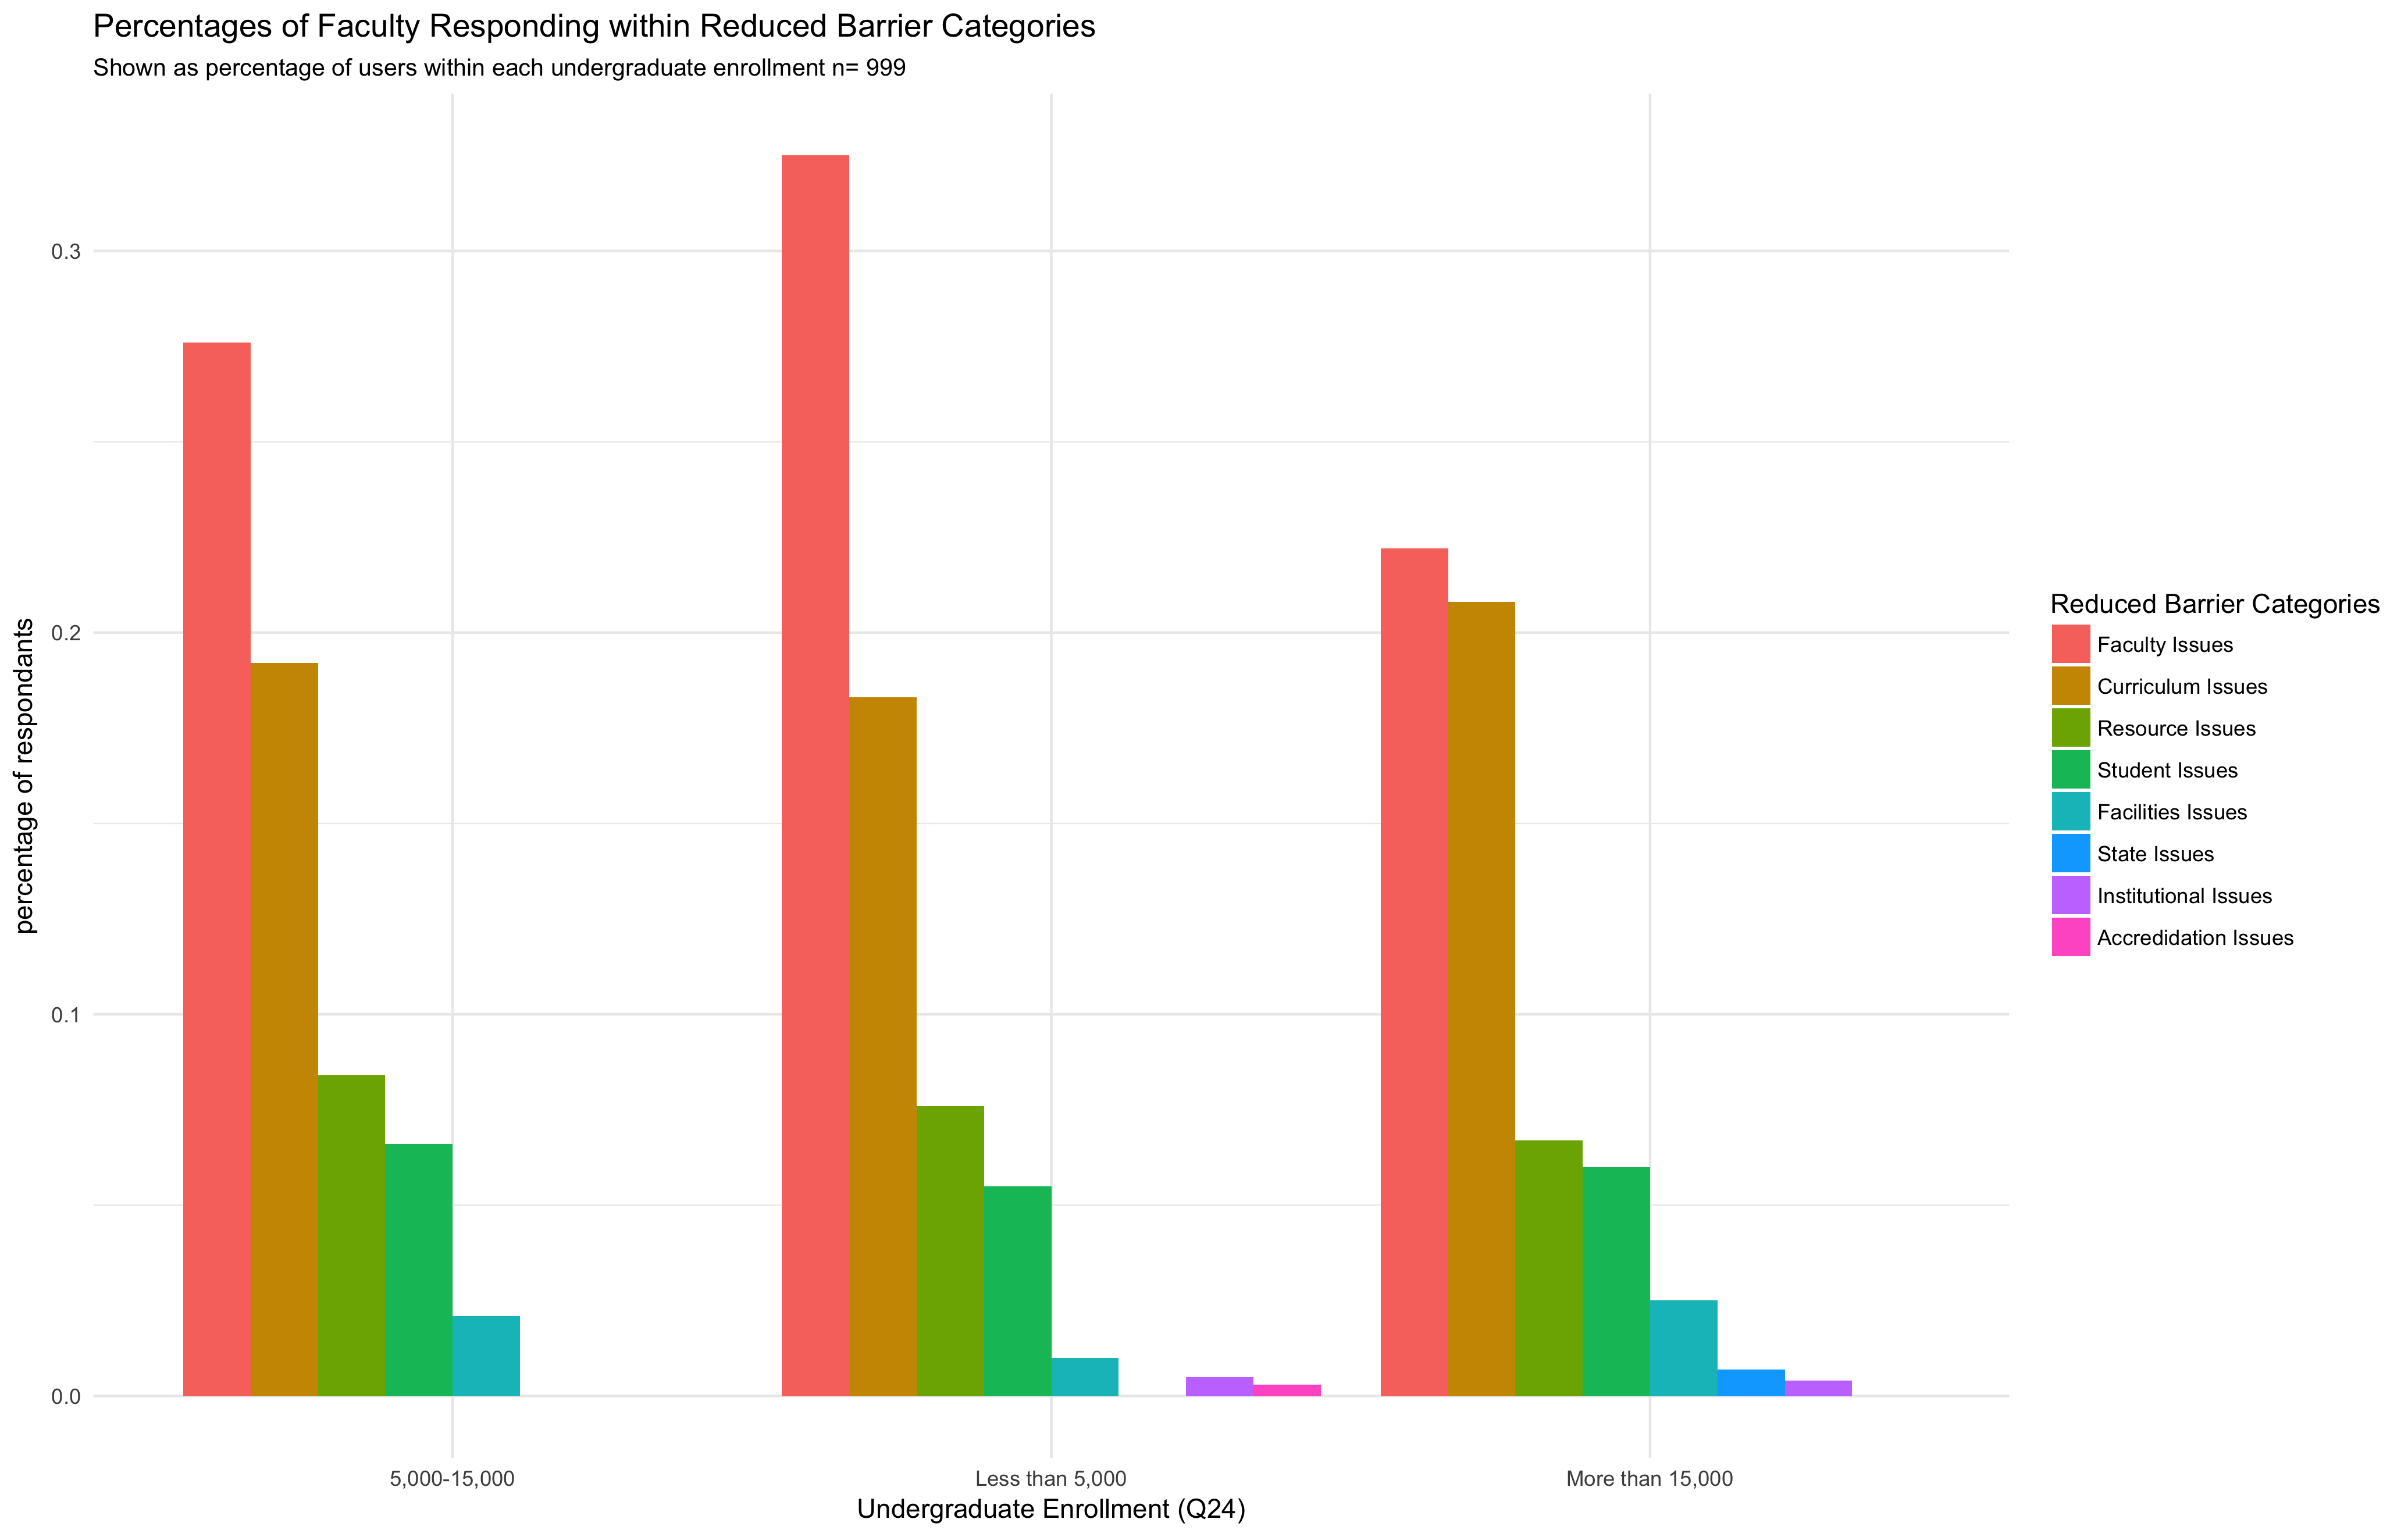 Percentages of Faculty Responding within Reduced Barrier Categories
Shown as percentage of users within each undergraduate enrollment n= 999
percentage of respondants
0.3
0.2
0.1
0.0
5,000-15,000
Less than 5,000
More than 15,000
Undergraduate Enrollment (Q24)
Reduced Barrier Categories
Faculty Issues
Curriculum Issues
Resource Issues
Student Issues
Facilities Issues
State Issues
Institutional Issues
Accredidation Issues